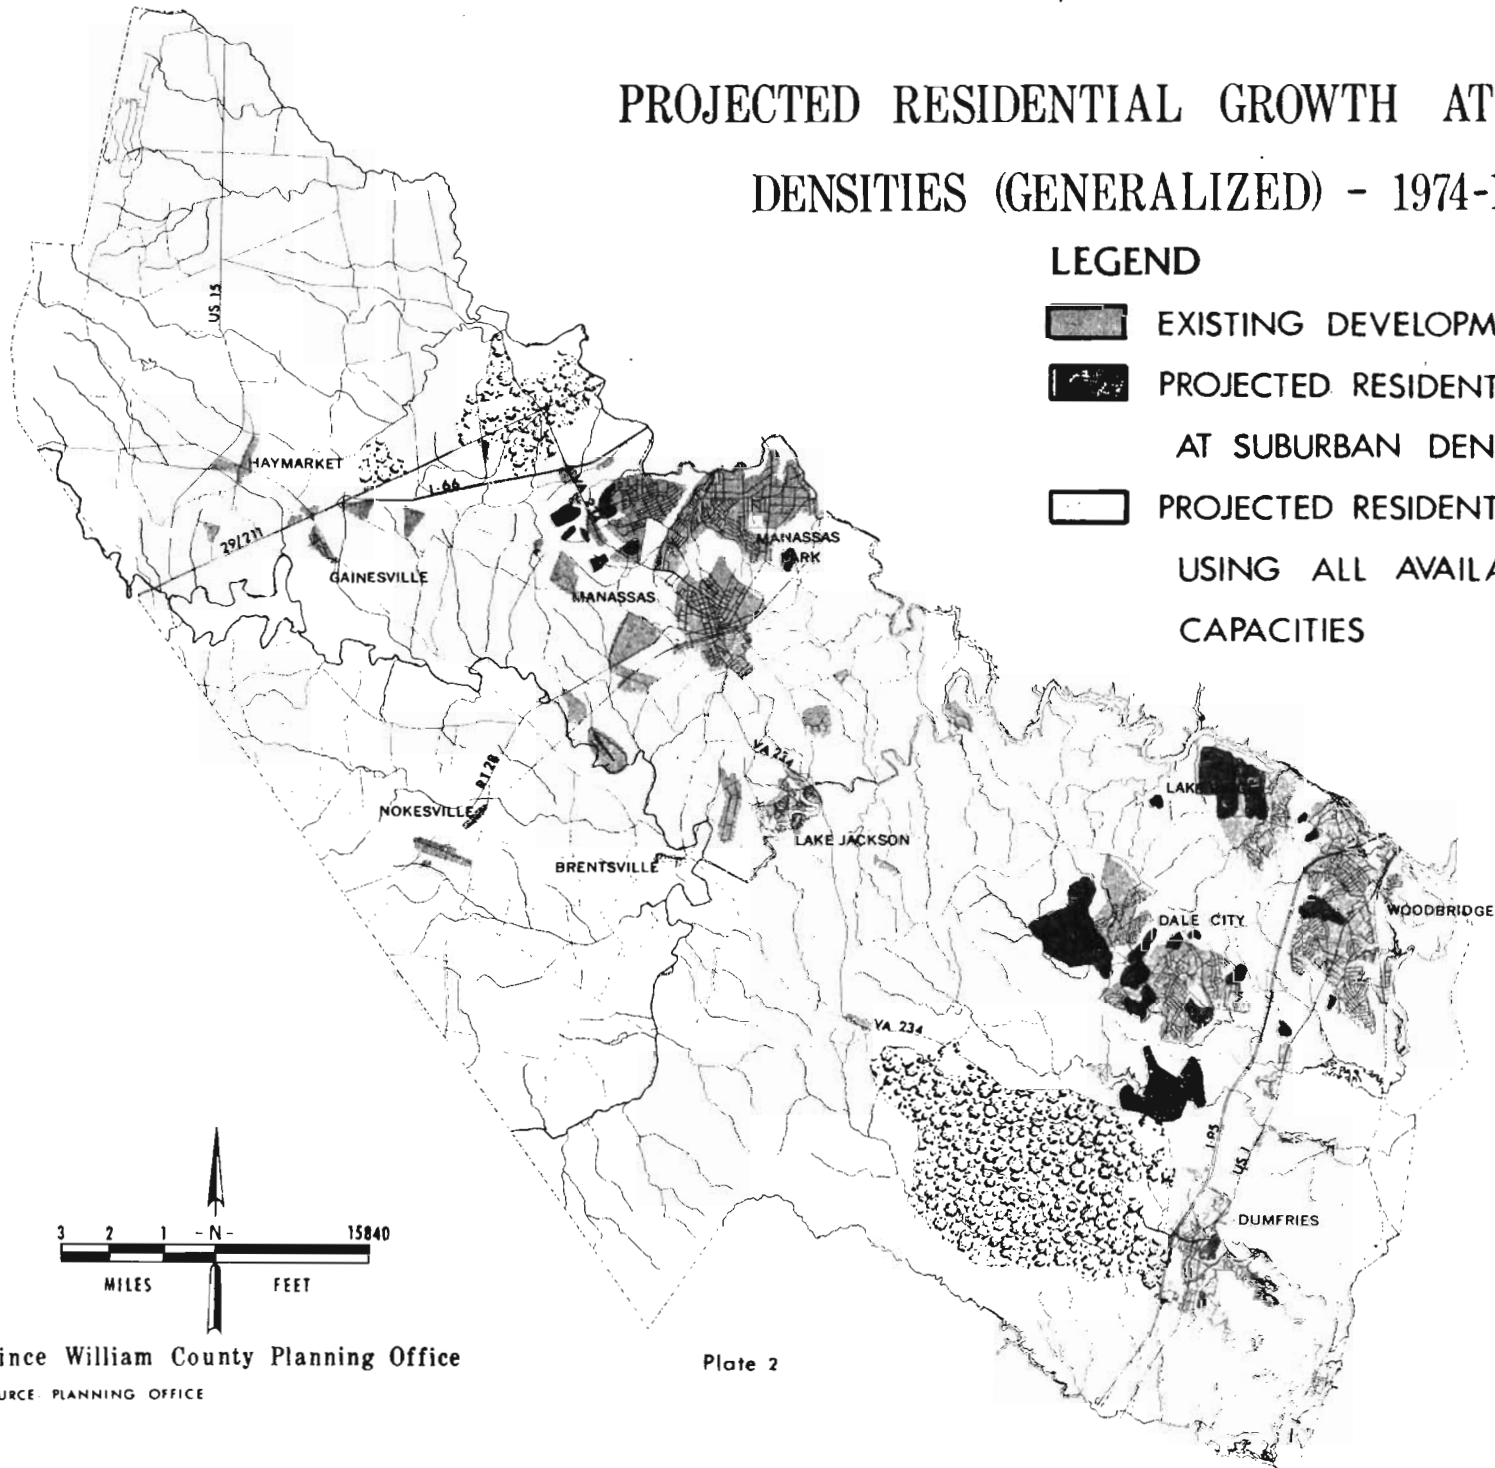 PROJECTED RESIDENTIAL GROWTH AT
DENSITIES (GENERALIZED) - 1974-
LEGEND
EXISTING DEVELOPM
PROJECTED RESIDENT
AT SUBURBAN DEN
PROJECTED RESIDENT
USING ALL AVAILA
CAPACITIES
US 15
HAYMARKET
I-66
29/211
GAINESVILLE
MANASSAS
PARK
MANASSAS
VA 234
RT 28
NOKESVILLE
LAKE JACKSON
BRENTSVILLE
LAKE
DALE CITY
WOODBRIDGE
VA 234
I-95
US 1
DUMFRIES
3 2 1 -N- 15840
MILES FEET
ince William County Planning Office
URCE: PLANNING OFFICE
Plate 2